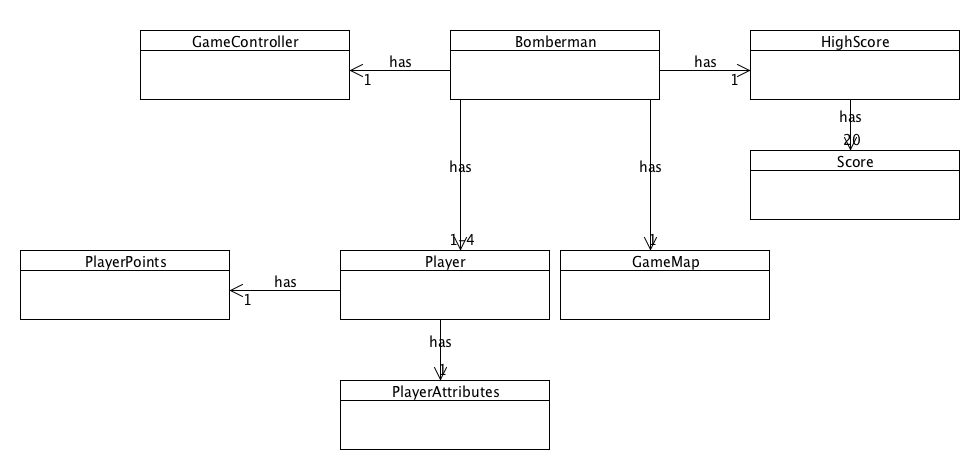 GameController
Bomberman
HighScore
has
has
1
1
has
20
Score
has
has
1-4
1
PlayerPoints
Player
GameMap
has
1
has
1
PlayerAttributes